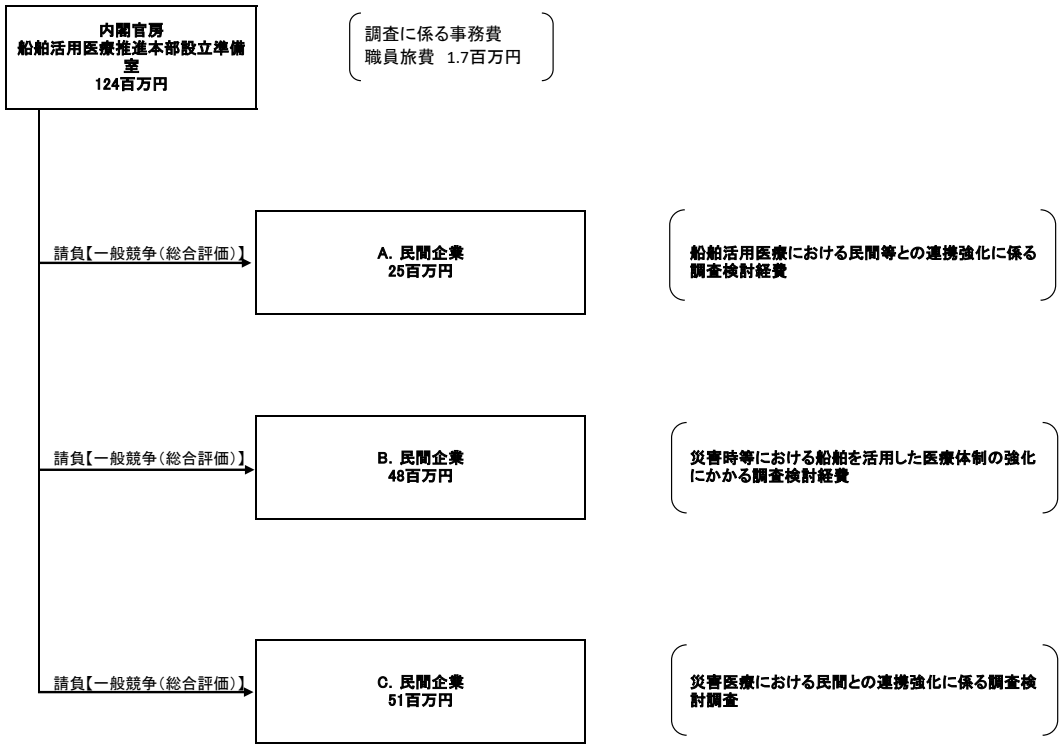 内閣官房
船舶活用医療推進本部設立準備
室
124百万円
調査に係る事務費
職員旅費 1.7百万円
請負【一般競争（総合評価）】
A. 民間企業
25百万円
船舶活用医療における民間等との連携強化に係る
調査検討経費
請負【一般競争（総合評価）】
B. 民間企業
48百万円
災害時等における船舶を活用した医療体制の強化
にかかる調査検討経費
請負【一般競争（総合評価）】
C. 民間企業
51百万円
災害医療における民間との連携強化に係る調査検
討調査